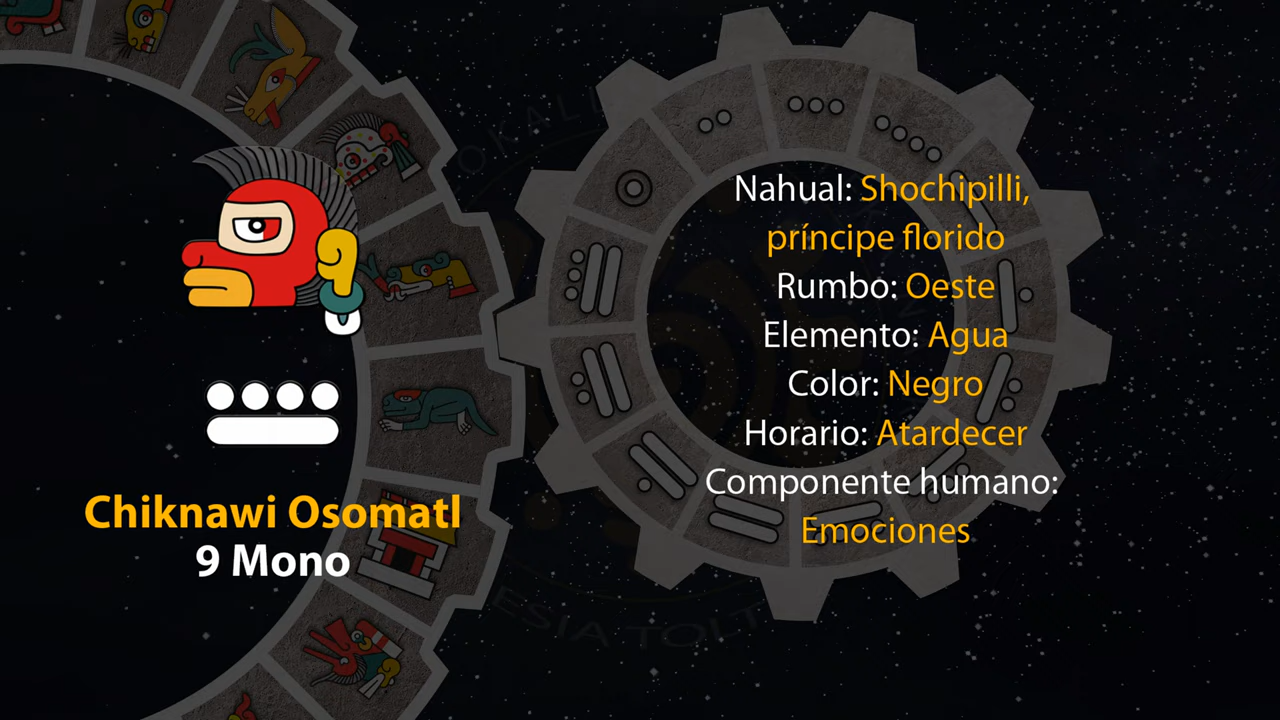 Chiknawi Osomatl
9 Mono
Nahual: Shochipilli,
príncipe florido
Rumbo: Oeste
Elemento: Agua
Color: Negro
Horario: Atardecer
Componente humano:
Emociones